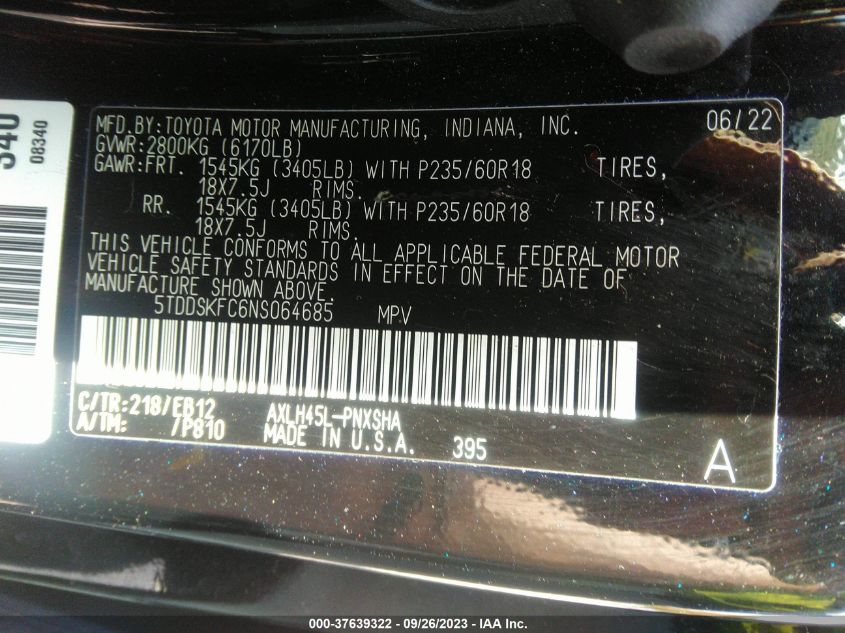 340
08340
MFD.BY:TOYOTA MOTOR MANUFACTURING, INDIANA, INC. 06/22
GVWR:2800KG (6170LB)
GAWR:FRT. 1545KG (3405LB) WITH P235/60R18 TIRES,
18X7.5J RIMS.
RR. 1545KG (3405LB) WITH P235/60R18 TIRES,
18X7.5J RIMS.
THIS VEHICLE CONFORMS TO ALL APPLICABLE FEDERAL MOTOR
VEHICLE SAFETY STANDARDS IN EFFECT ON THE DATE OF
MANUFACTURE SHOWN ABOVE.
5TDDSKFC6NS064685 MPV
C/TR:218/EB12 AXLH45L-PNXSHA
A/TM: /P810 MADE IN U.S.A. 395
A
000-37639322 - 09/26/2023 - IAA Inc.